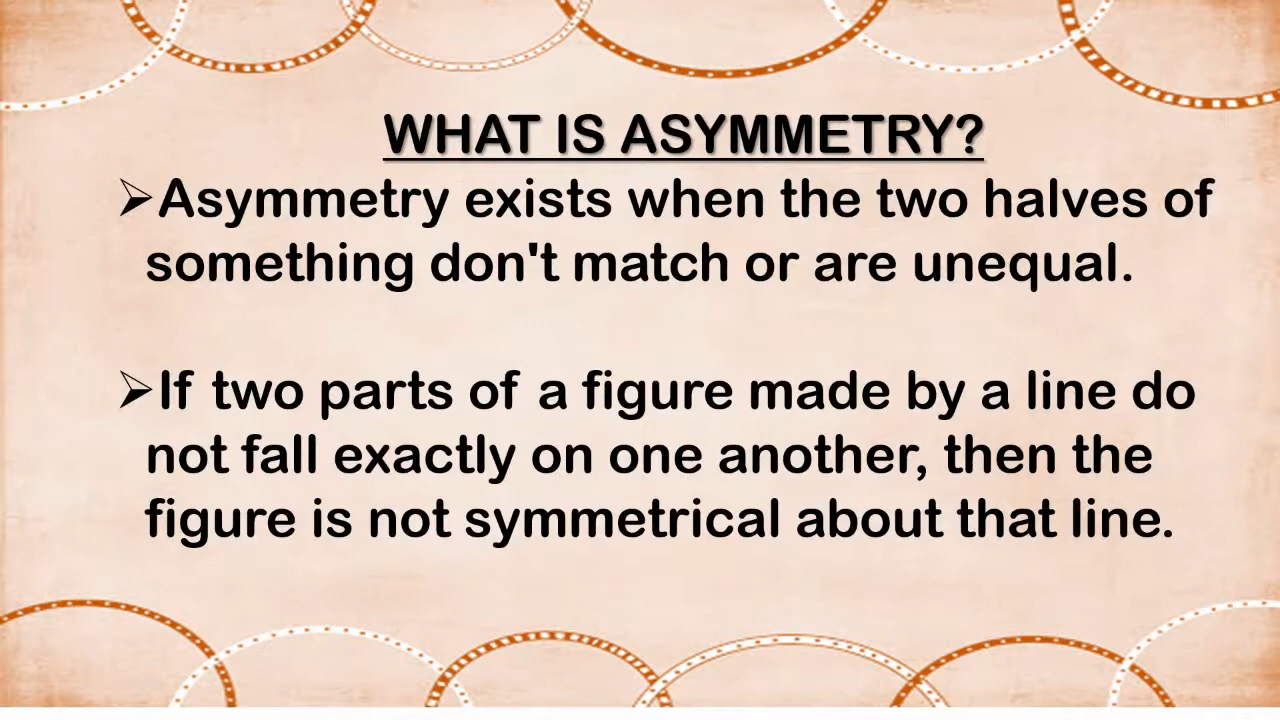 WHAT IS ASYMMETRY?
➢Asymmetry exists when the two halves of
something don't match or are unequal.
➢If two parts of a figure made by a line do
not fall exactly on one another, then the
figure is not symmetrical about that line.